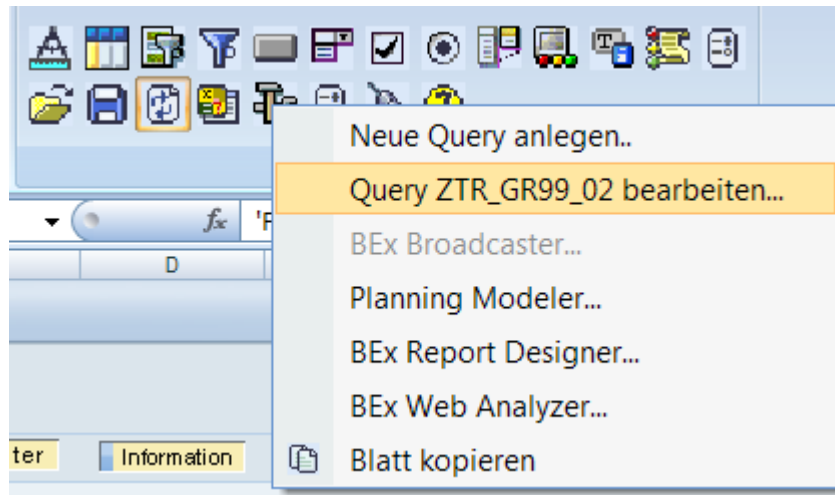 Neue Query anlegen..
fx 'F
Query ZTR_GR99_02 bearbeiten...
D
BEx Broadcaster...
Planning Modeler...
BEx Report Designer...
BEx Web Analyzer...
ter Information
Blatt kopieren